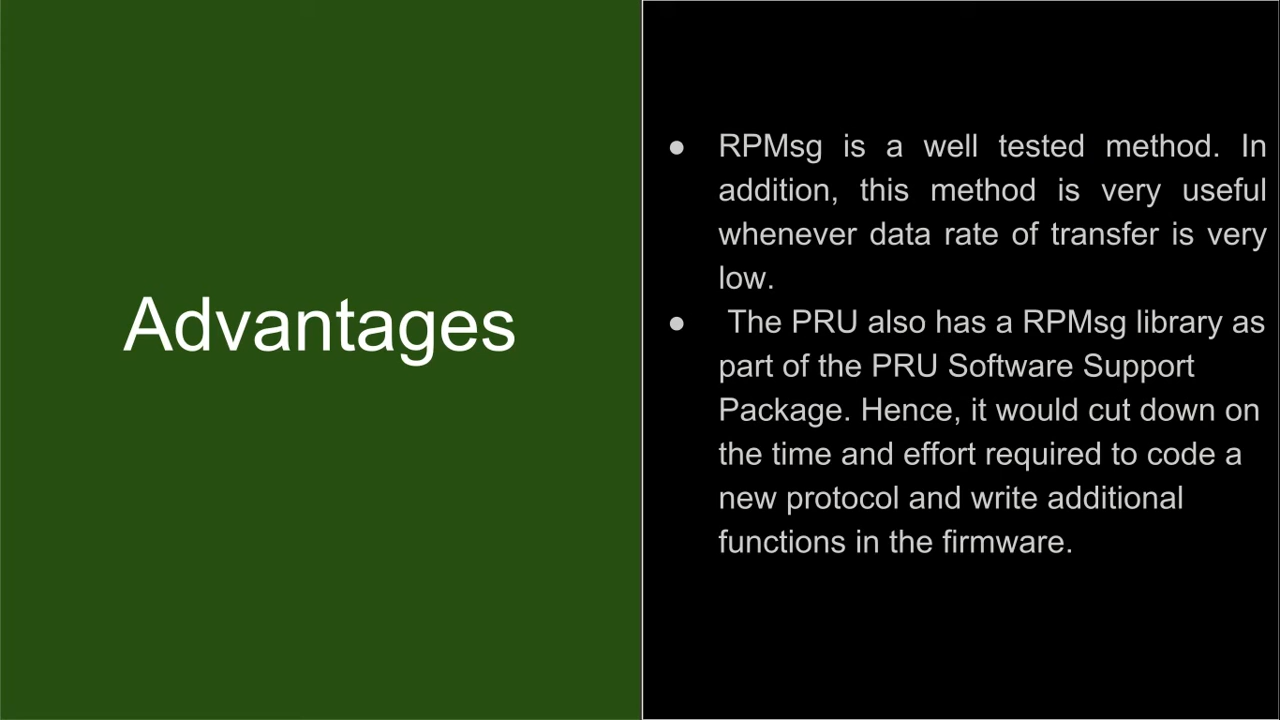 Advantages
● RPMsg is a well tested method. In
addition, this method is very useful
whenever data rate of transfer is very
low.
● The PRU also has a RPMsg library as
part of the PRU Software Support
Package. Hence, it would cut down on
the time and effort required to code a
new protocol and write additional
functions in the firmware.